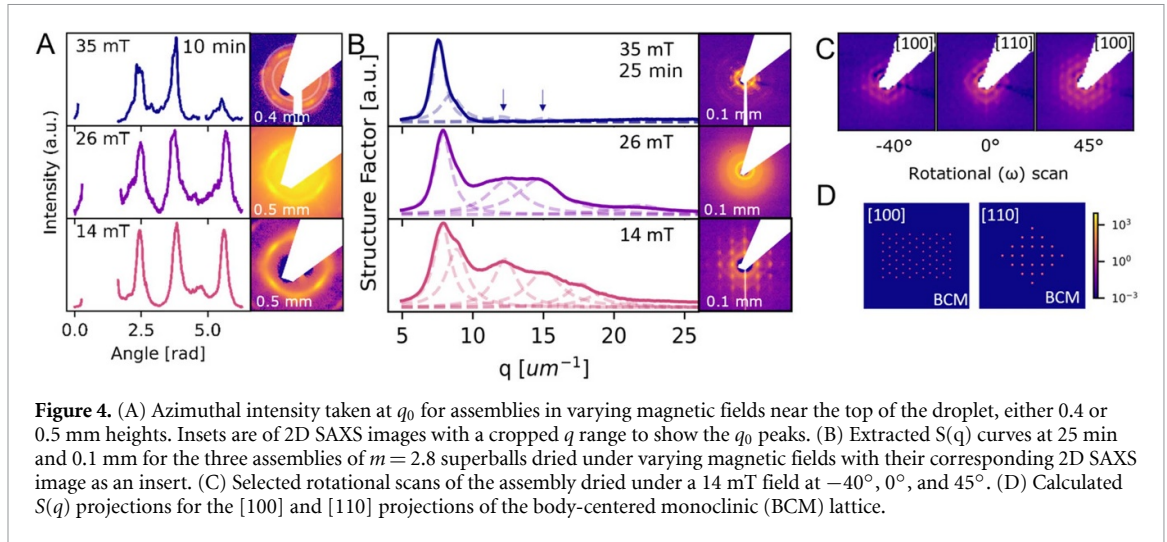 A
35 mT
10 min
0.4 mm
26 mT
0.5 mm
14 mT
0.5 mm
Intensity (a.u.)
0.0 2.5 5.0
Angle [rad]
B
35 mT
25 min
0.1 mm
26 mT
0.1 mm
14 mT
0.1 mm
Structure Factor [a.u.]
5 10 15 20 25
q [um⁻¹]
C
[100] [110] [100]
-40° 0° 45°
Rotational (ω) scan
D
[100] [110]
BCM BCM
10³
10⁰
10⁻³
Figure 4. (A) Azimuthal intensity taken at q₀ for assemblies in varying magnetic fields near the top of the droplet, either 0.4 or
0.5 mm heights. Insets are of 2D SAXS images with a cropped q range to show the q₀ peaks. (B) Extracted S(q) curves at 25 min
and 0.1 mm for the three assemblies of m = 2.8 superballs dried under varying magnetic fields with their corresponding 2D SAXS
image as an insert. (C) Selected rotational scans of the assembly dried under a 14 mT field at −40°, 0°, and 45°. (D) Calculated
S(q) projections for the [100] and [110] projections of the body-centered monoclinic (BCM) lattice.